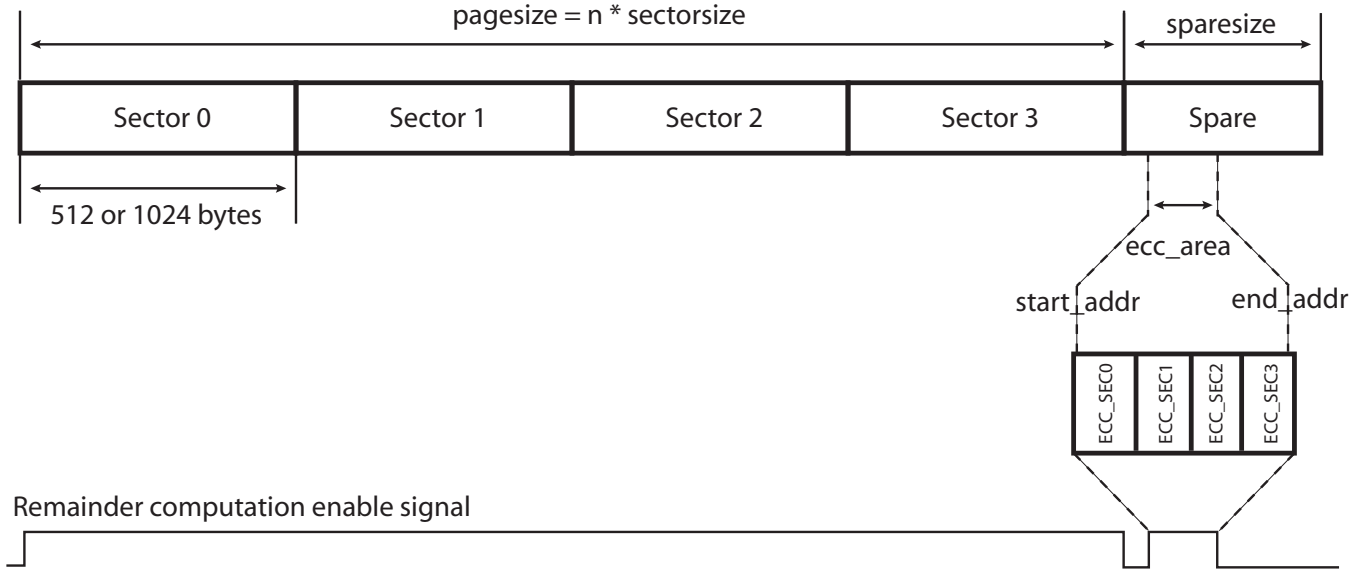 pagesize = n * sectorsize
sparesize
Sector 0
Sector 1
Sector 2
Sector 3
Spare
512 or 1024 bytes
ecc_area
start_addr
end_addr
ECC_SEC0
ECC_SEC1
ECC_SEC2
ECC_SEC3
Remainder computation enable signal